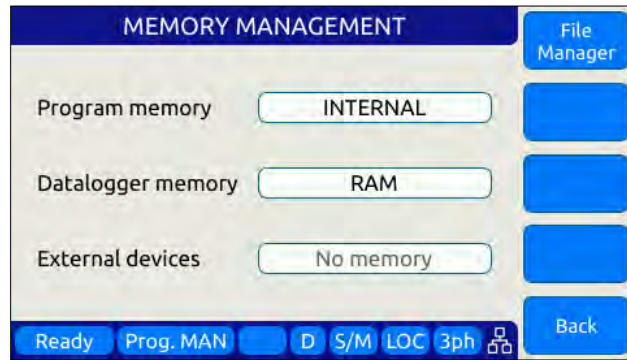 MEMORY MANAGEMENT
File
Manager
Program memory INTERNAL
Datalogger memory RAM
External devices No memory
Back
Ready Prog. MAN D S/M LOC 3ph